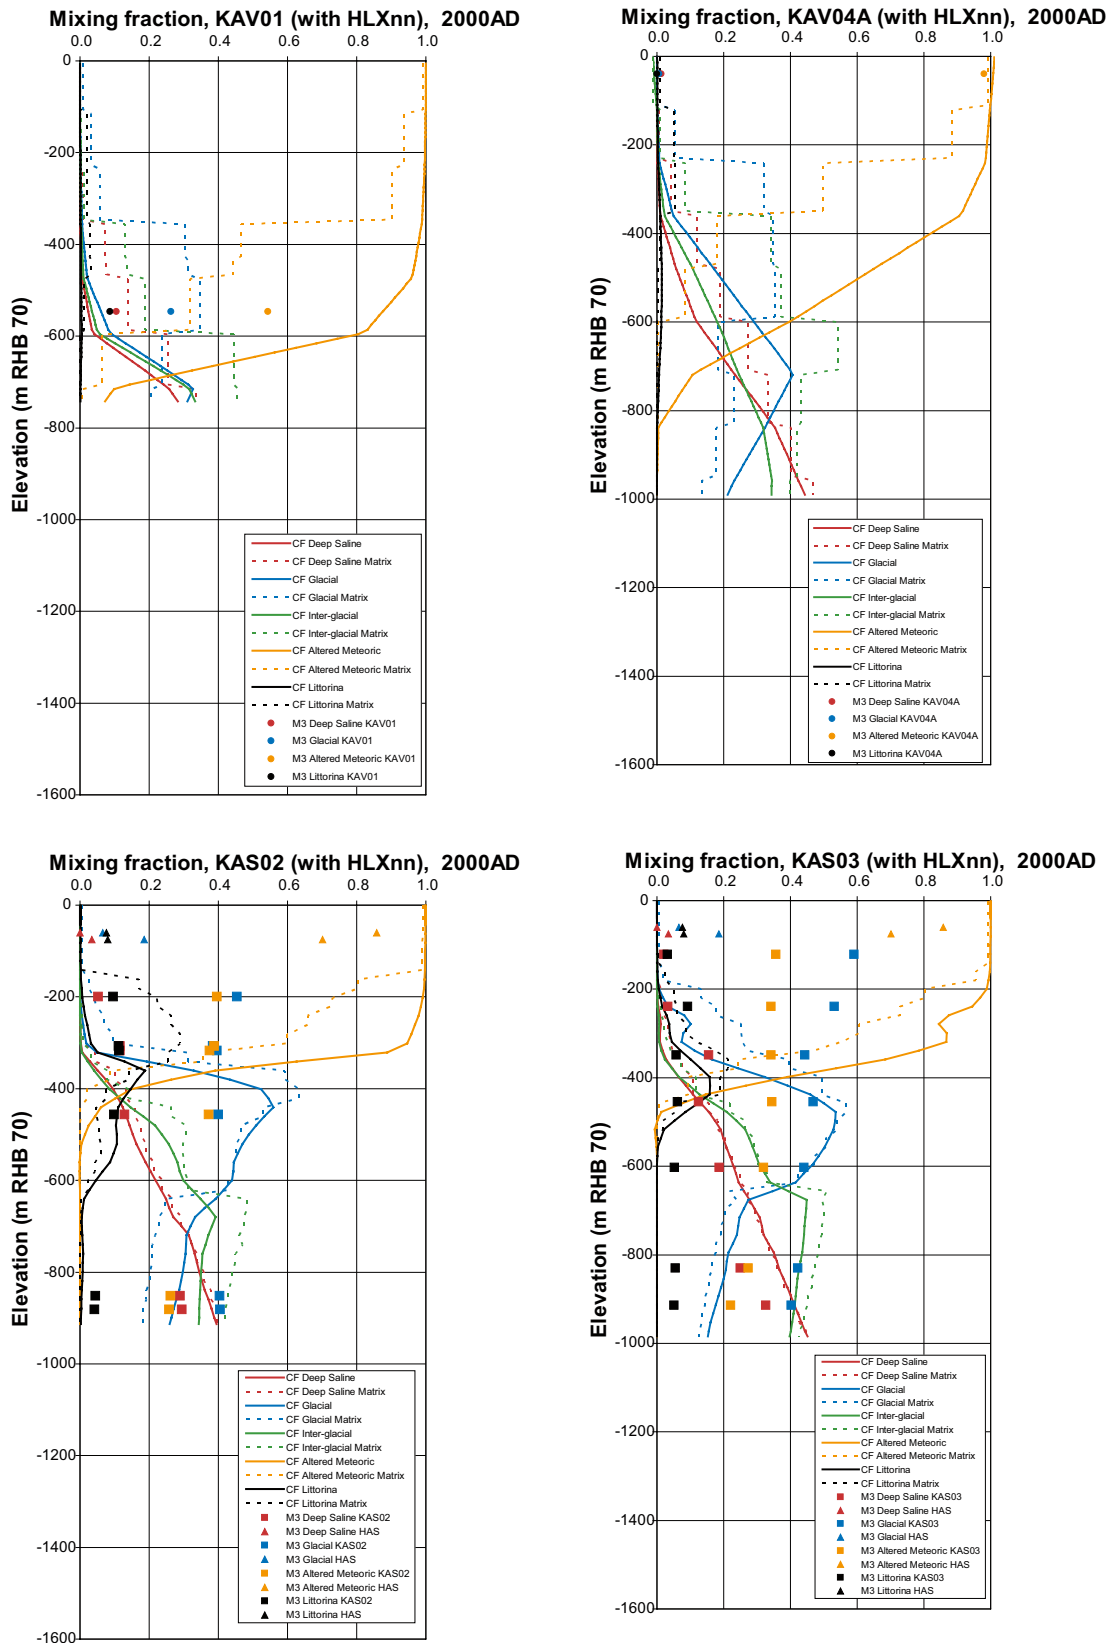 Mixing fraction, KAV01 (with HLXnn),  2000AD
0.0 0.2 0.4 0.6 0.8 1.0
0
-200
-400
-600
-800
-1000
-1200
-1400
-1600
Elevation (m RHB 70)
CF Deep Saline
CF Deep Saline Matrix
CF Glacial
CF Glacial Matrix
CF Inter-glacial
CF Inter-glacial Matrix
CF Altered Meteoric
CF Altered Meteoric Matrix
CF Littorina
CF Littorina Matrix
M3 Deep Saline KAV01
M3 Glacial KAV01
M3 Altered Meteoric KAV01
M3 Littorina KAV01
Mixing fraction, KAV04A (with HLXnn),  2000AD
0.0 0.2 0.4 0.6 0.8 1.0
0
-200
-400
-600
-800
-1000
-1200
-1400
-1600
Elevation (m RHB 70)
CF Deep Saline
CF Deep Saline Matrix
CF Glacial
CF Glacial Matrix
CF Inter-glacial
CF Inter-glacial Matrix
CF Altered Meteoric
CF Altered Meteoric Matrix
CF Littorina
CF Littorina Matrix
M3 Deep Saline KAV04A
M3 Glacial KAV04A
M3 Altered Meteoric KAV04A
M3 Littorina KAV04A
Mixing fraction, KAS02 (with HLXnn),  2000AD
0.0 0.2 0.4 0.6 0.8 1.0
0
-200
-400
-600
-800
-1000
-1200
-1400
-1600
Elevation (m RHB 70)
CF Deep Saline
CF Deep Saline Matrix
CF Glacial
CF Glacial Matrix
CF Inter-glacial
CF Inter-glacial Matrix
CF Altered Meteoric
CF Altered Meteoric Matrix
CF Littorina
CF Littorina Matrix
M3 Deep Saline KAS02
M3 Deep Saline HAS
M3 Glacial KAS02
M3 Glacial HAS
M3 Altered Meteoric KAS02
M3 Altered Meteoric HAS
M3 Littorina KAS02
M3 Littorina HAS
Mixing fraction, KAS03 (with HLXnn),  2000AD
0.0 0.2 0.4 0.6 0.8 1.0
0
-200
-400
-600
-800
-1000
-1200
-1400
-1600
Elevation (m RHB 70)
CF Deep Saline
CF Deep Saline Matrix
CF Glacial
CF Glacial Matrix
CF Inter-glacial
CF Inter-glacial Matrix
CF Altered Meteoric
CF Altered Meteoric Matrix
CF Littorina
CF Littorina Matrix
M3 Deep Saline KAS03
M3 Deep Saline HAS
M3 Glacial KAS03
M3 Glacial HAS
M3 Altered Meteoric KAS03
M3 Altered Meteoric HAS
M3 Littorina KAS03
M3 Littorina HAS